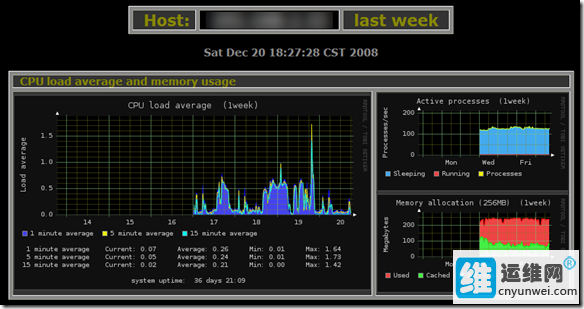 Host: last week
Sat Dec 20 18:27:28 CST 2008
CPU load average and memory usage
CPU load average (1week)
Load average
1.5
1.0
0.5
0.0
14 15 16 17 18 19 20
1 minute average 5 minute average 15 minute average
1 minute average Current: 0.07 Average: 0.26 Min: 0.01 Max: 1.64
5 minute average Current: 0.05 Average: 0.24 Min: 0.01 Max: 1.73
15 minute average Current: 0.02 Average: 0.21 Min: 0.00 Max: 1.42
system uptime: 36 days 21:09
Active processes (1week)
Processes/sec
200
100
0
Mon Wed Fri
Sleeping Running Processes
Memory allocation (256MB) (1week)
Megabytes
200
100
0
Used Cached
维 运维网 ®
cnyunwei.com